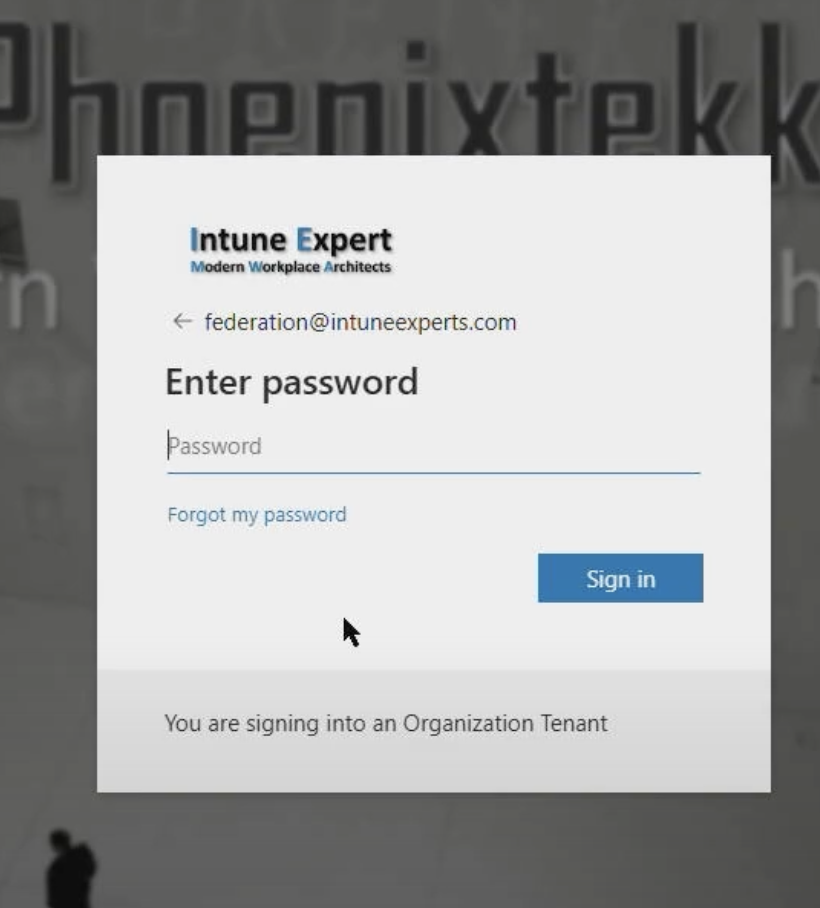 Phoenixtekk
Intune Expert
Modern Workplace Architects
← federation@intuneexperts.com
Enter password
Password
Forgot my password
Sign in
You are signing into an Organization Tenant